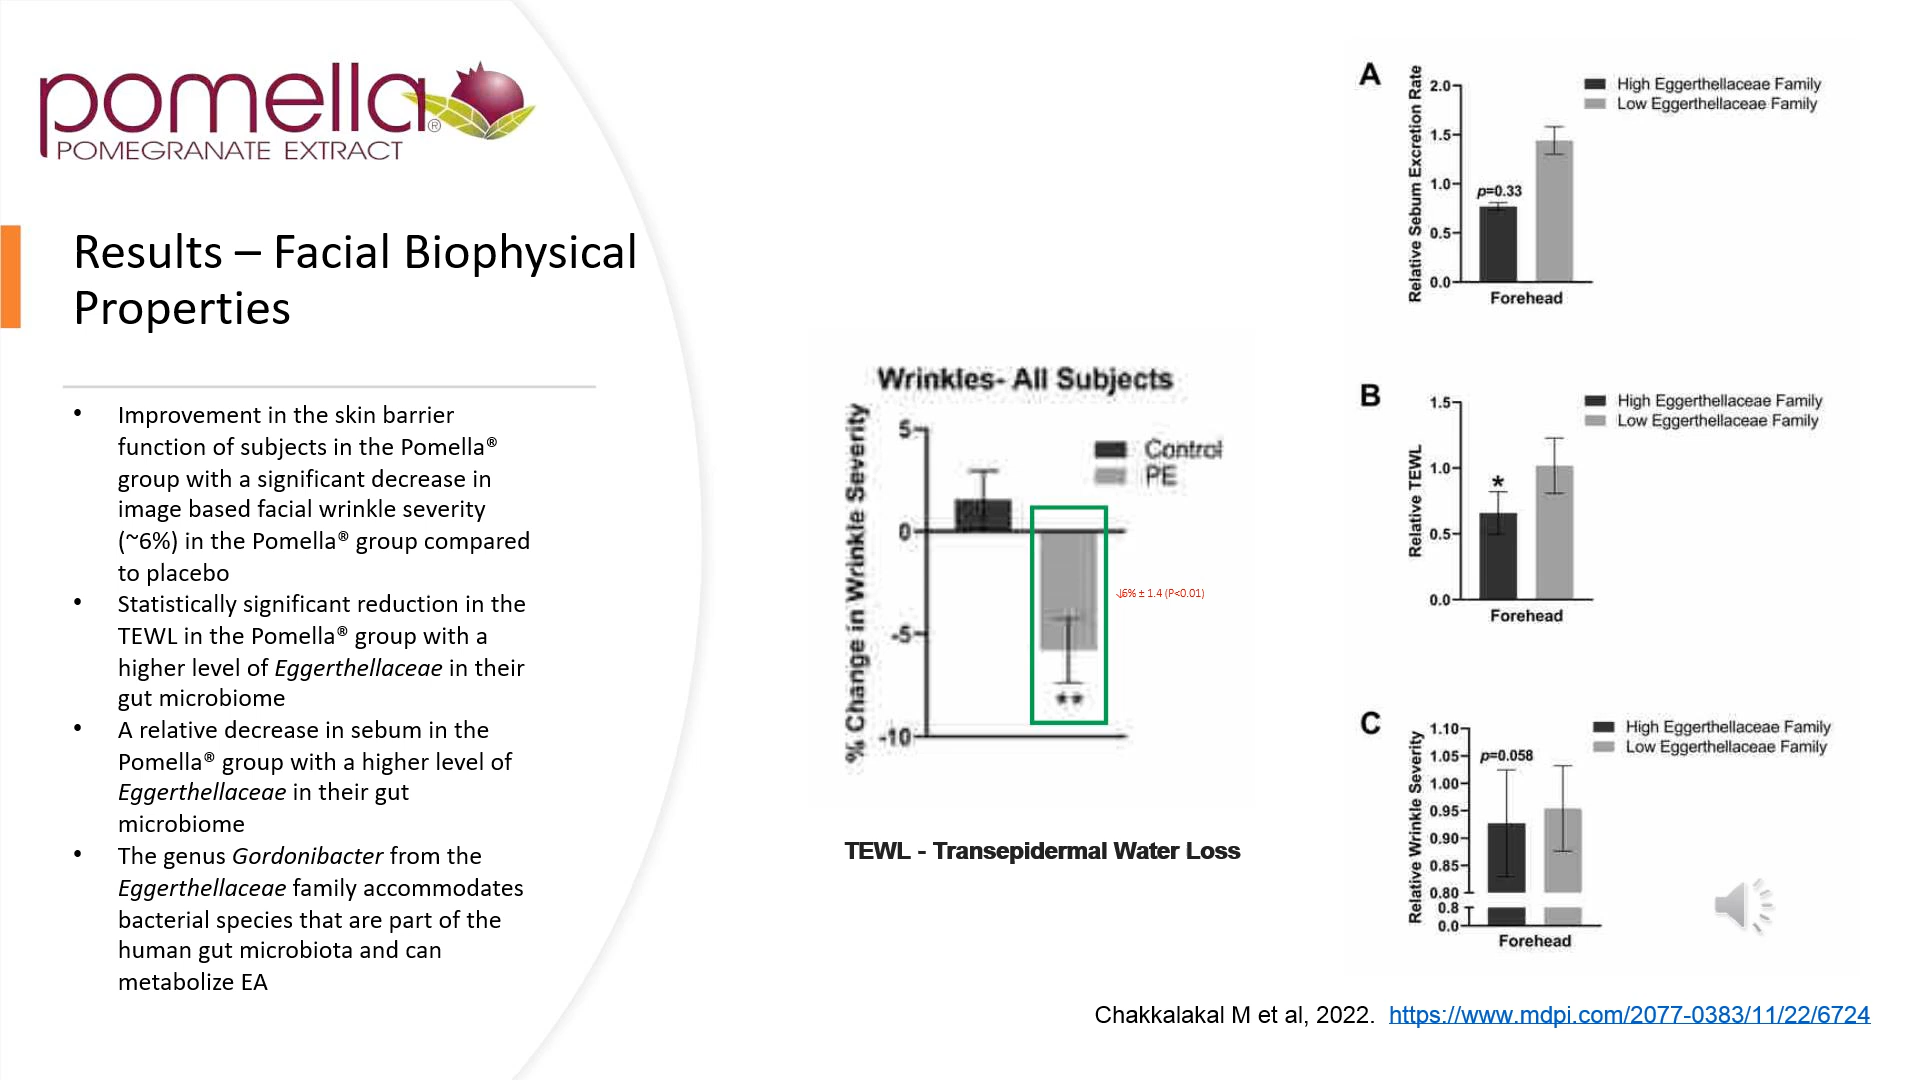 pomella®
POMEGRANATE EXTRACT
Results – Facial Biophysical
Properties
• Improvement in the skin barrier
function of subjects in the Pomella®
group with a significant decrease in
image based facial wrinkle severity
(~6%) in the Pomella® group compared
to placebo
• Statistically significant reduction in the
TEWL in the Pomella® group with a
higher level of Eggerthellaceae in their
gut microbiome
• A relative decrease in sebum in the
Pomella® group with a higher level of
Eggerthellaceae in their gut
microbiome
• The genus Gordonibacter from the
Eggerthellaceae family accommodates
bacterial species that are part of the
human gut microbiota and can
metabolize EA
Wrinkles- All Subjects
% Change in Wrinkle Severity
5
0
-5
-10
Control
PE
**
↓6% ± 1.4 (P<0.01)
TEWL - Transepidermal Water Loss
A
Relative Sebum Excretion Rate
2.0
1.5
1.0
0.5
0.0
p=0.33
High Eggerthellaceae Family
Low Eggerthellaceae Family
Forehead
B
Relative TEWL
1.5
1.0
0.5
0.0
*
High Eggerthellaceae Family
Low Eggerthellaceae Family
Forehead
C
Relative Wrinkle Severity
1.10
1.05
1.00
0.95
0.90
0.85
0.80
0.8
0.0
p=0.058
High Eggerthellaceae Family
Low Eggerthellaceae Family
Forehead
Chakkalakal M et al, 2022. https://www.mdpi.com/2077-0383/11/22/6724